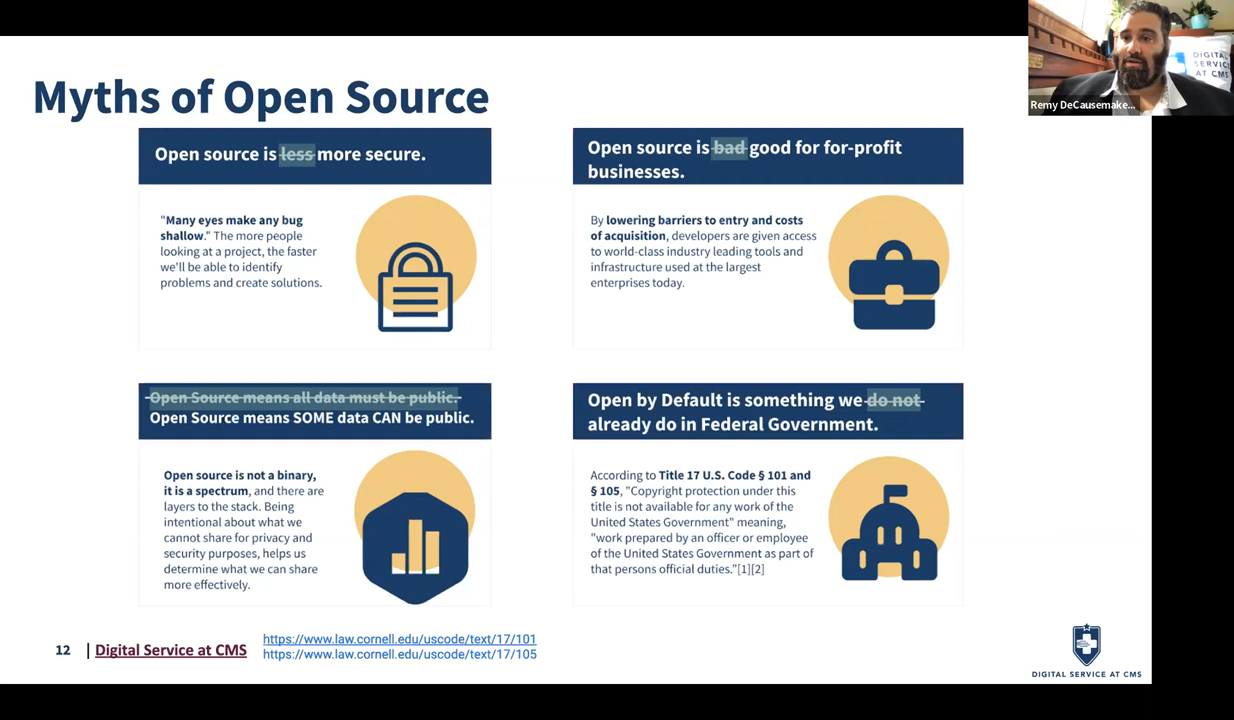 Myths of Open Source
Open source is less more secure.
"Many eyes make any bug
shallow." The more people
looking at a project, the faster
we'll be able to identify
problems and create solutions.
Open source is bad good for for-profit
businesses.
By lowering barriers to entry and costs
of acquisition, developers are given access
to world-class industry leading tools and
infrastructure used at the largest
enterprises today.
Open Source means all data must be public.
Open Source means SOME data CAN be public.
Open source is not a binary,
it is a spectrum, and there are
layers to the stack. Being
intentional about what we
cannot share for privacy and
security purposes, helps us
determine what we can share
more effectively.
Open by Default is something we do not
already do in Federal Government.
According to Title 17 U.S. Code § 101 and
§ 105, "Copyright protection under this
title is not available for any work of the
United States Government" meaning,
"work prepared by an officer or employee
of the United States Government as part of
that persons official duties."[1][2]
12 | Digital Service at CMS
https://www.law.cornell.edu/uscode/text/17/101
https://www.law.cornell.edu/uscode/text/17/105
DIGITAL SERVICE AT CMS
DIGITAL
SERVICE
AT CMS
Remy DeCausemake...